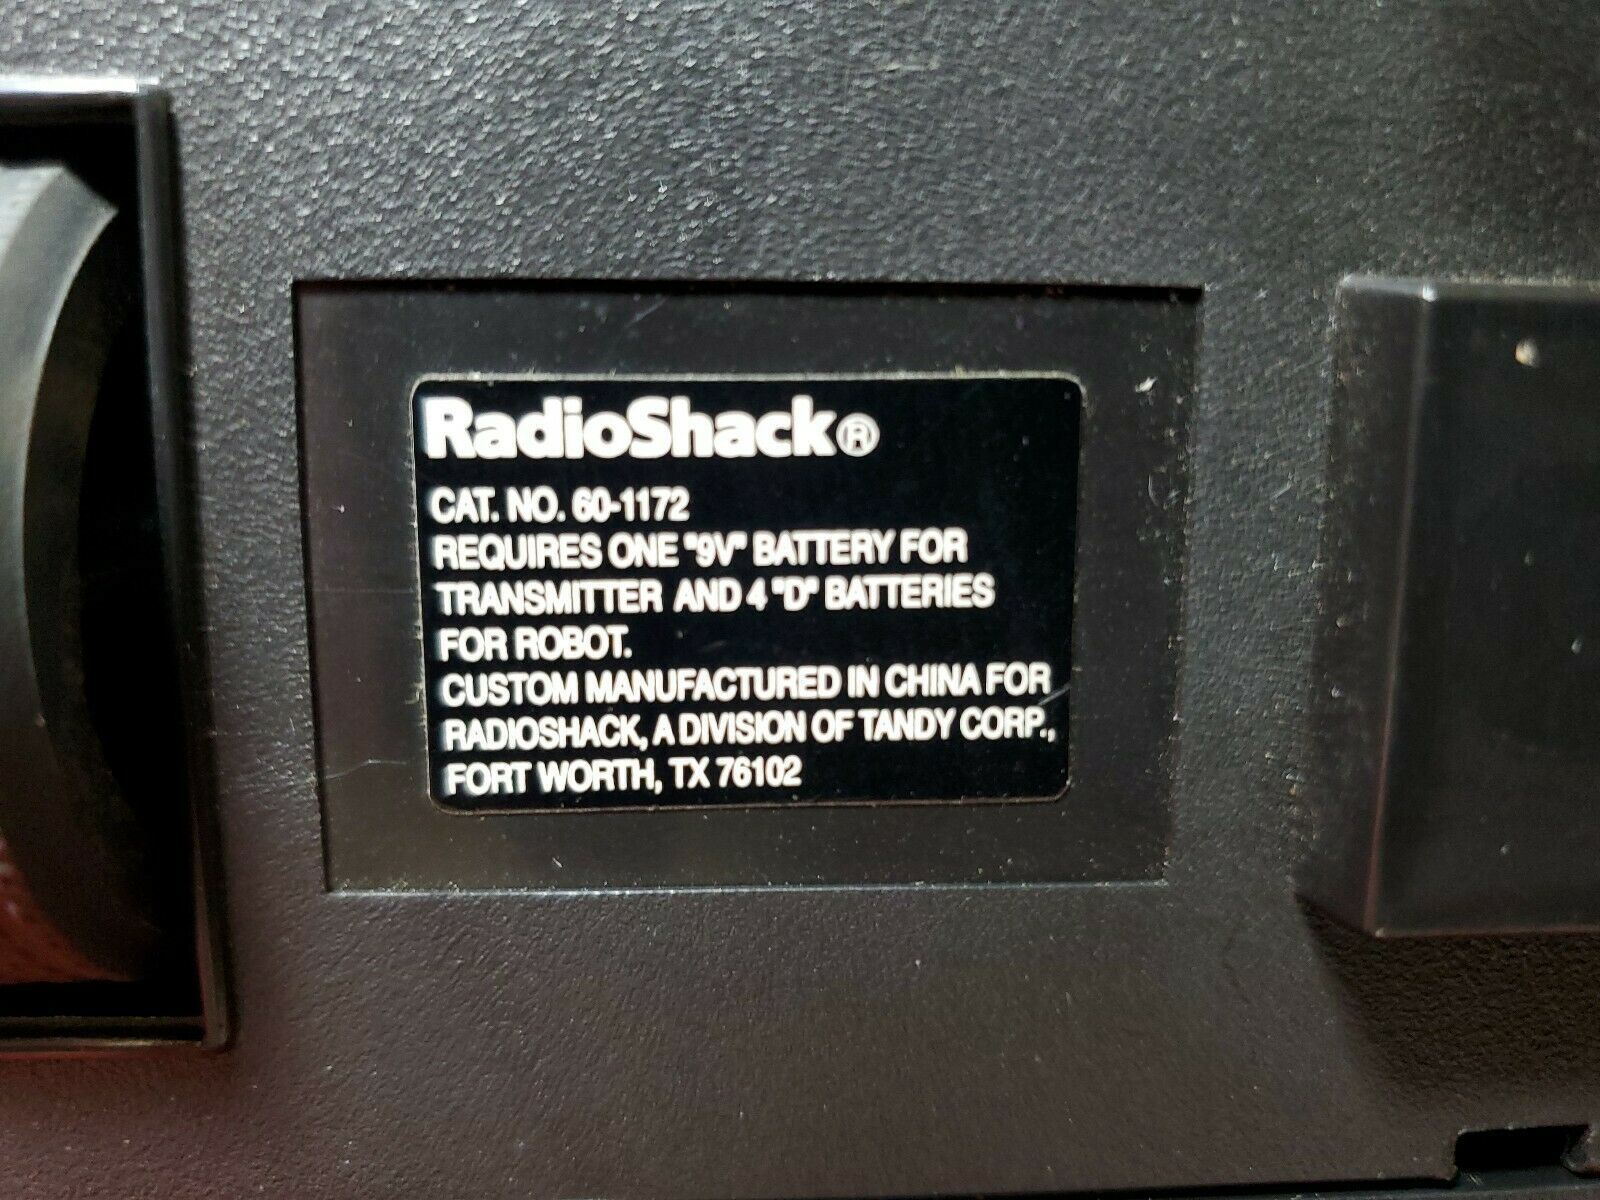 RadioShack®
CAT. NO. 60-1172
REQUIRES ONE "9V" BATTERY FOR
TRANSMITTER AND 4 "D" BATTERIES
FOR ROBOT.
CUSTOM MANUFACTURED IN CHINA FOR
RADIOSHACK, A DIVISION OF TANDY CORP.,
FORT WORTH, TX 76102